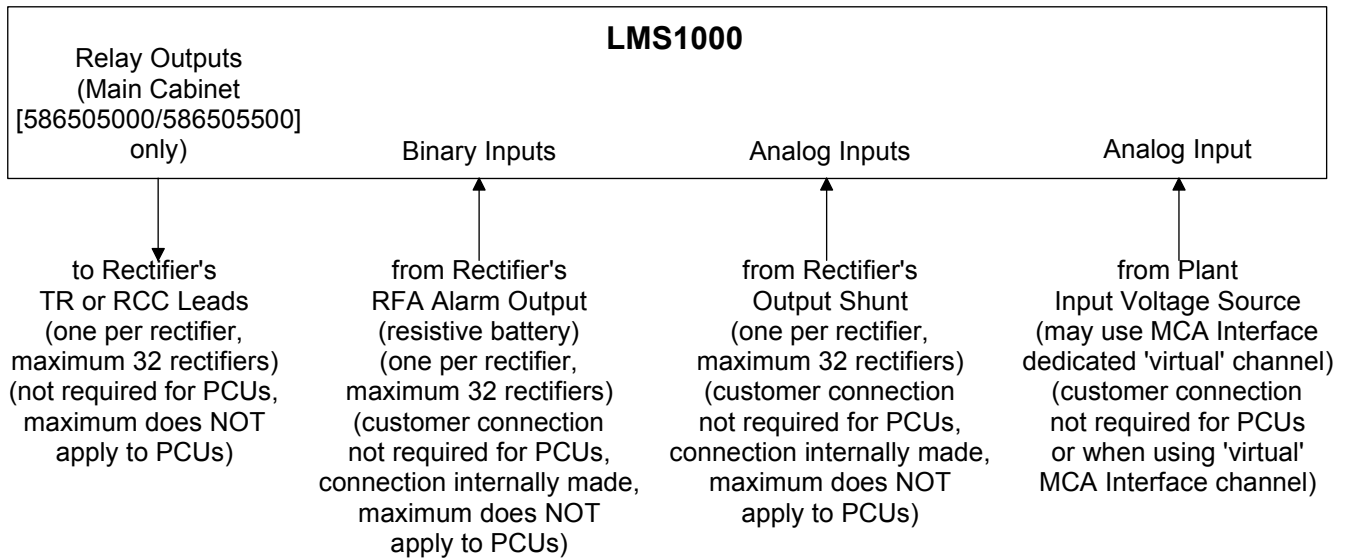 LMS1000
Relay Outputs
(Main Cabinet
[586505000/586505500]
only)
Binary Inputs
Analog Inputs
Analog Input
to Rectifier's
TR or RCC Leads
(one per rectifier,
maximum 32 rectifiers)
(not required for PCUs,
maximum does NOT
apply to PCUs)
from Rectifier's
RFA Alarm Output
(resistive battery)
(one per rectifier,
maximum 32 rectifiers)
(customer connection
not required for PCUs,
connection internally made,
maximum does NOT
apply to PCUs)
from Rectifier's
Output Shunt
(one per rectifier,
maximum 32 rectifiers)
(customer connection
not required for PCUs,
connection internally made,
maximum does NOT
apply to PCUs)
from Plant
Input Voltage Source
(may use MCA Interface
dedicated 'virtual' channel)
(customer connection
not required for PCUs
or when using 'virtual'
MCA Interface channel)